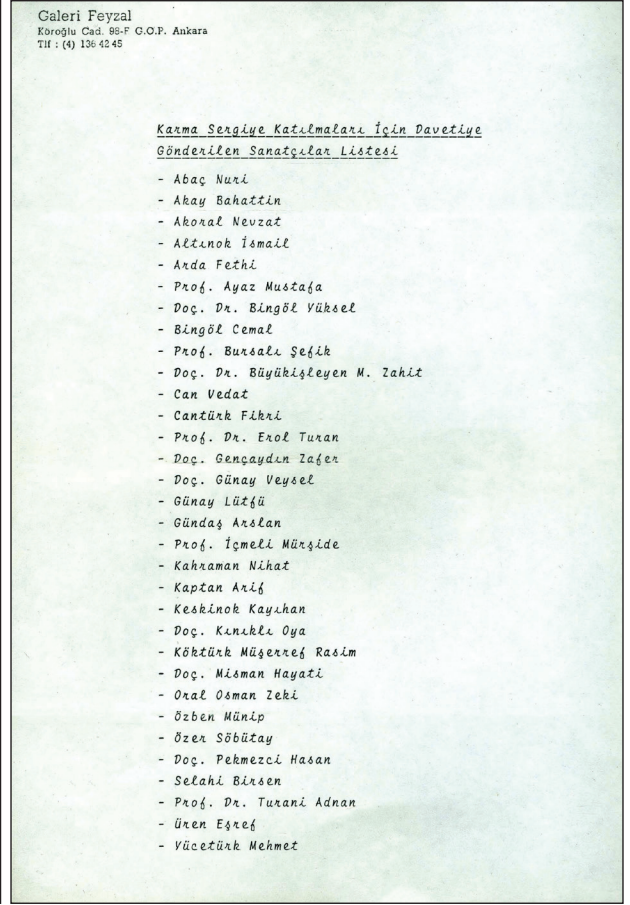 Galeri Feyzal
Köroğlu Cad. 98-F G.O.P. Ankara
Tlf : (4) 136 42 45
Karma Sergiye Katılmaları İçin Davetiye
Gönderilen Sanatçılar Listesi
- Abaç Nuri
- Akay Bahattin
- Akoral Nevzat
- Altınok İsmail
- Arda Fethi
- Prof. Ayaz Mustafa
- Doç. Dr. Bingöl Yüksel
- Bingöl Cemal
- Prof. Bursalı Şefik
- Doç. Dr. Büyükişleyen M. Zahit
- Can Vedat
- Cantürk Fikri
- Prof. Dr. Erol Turan
- Doç. Gençaydın Zafer
- Doç. Günay Veysel
- Günay Lütfü
- Gündaş Arslan
- Prof. İçmeli Mürşide
- Kahraman Nihat
- Kaptan Arif
- Keskinok Kayıhan
- Doç. Kınıklı Oya
- Köktürk Müşerref Rasim
- Doç. Misman Hayati
- Oral Osman Zeki
- Özben Münip
- Özer Söbütay
- Doç. Pekmezci Hasan
- Selahi Birsen
- Prof. Dr. Turani Adnan
- Üren Eşref
- Yücetürk Mehmet